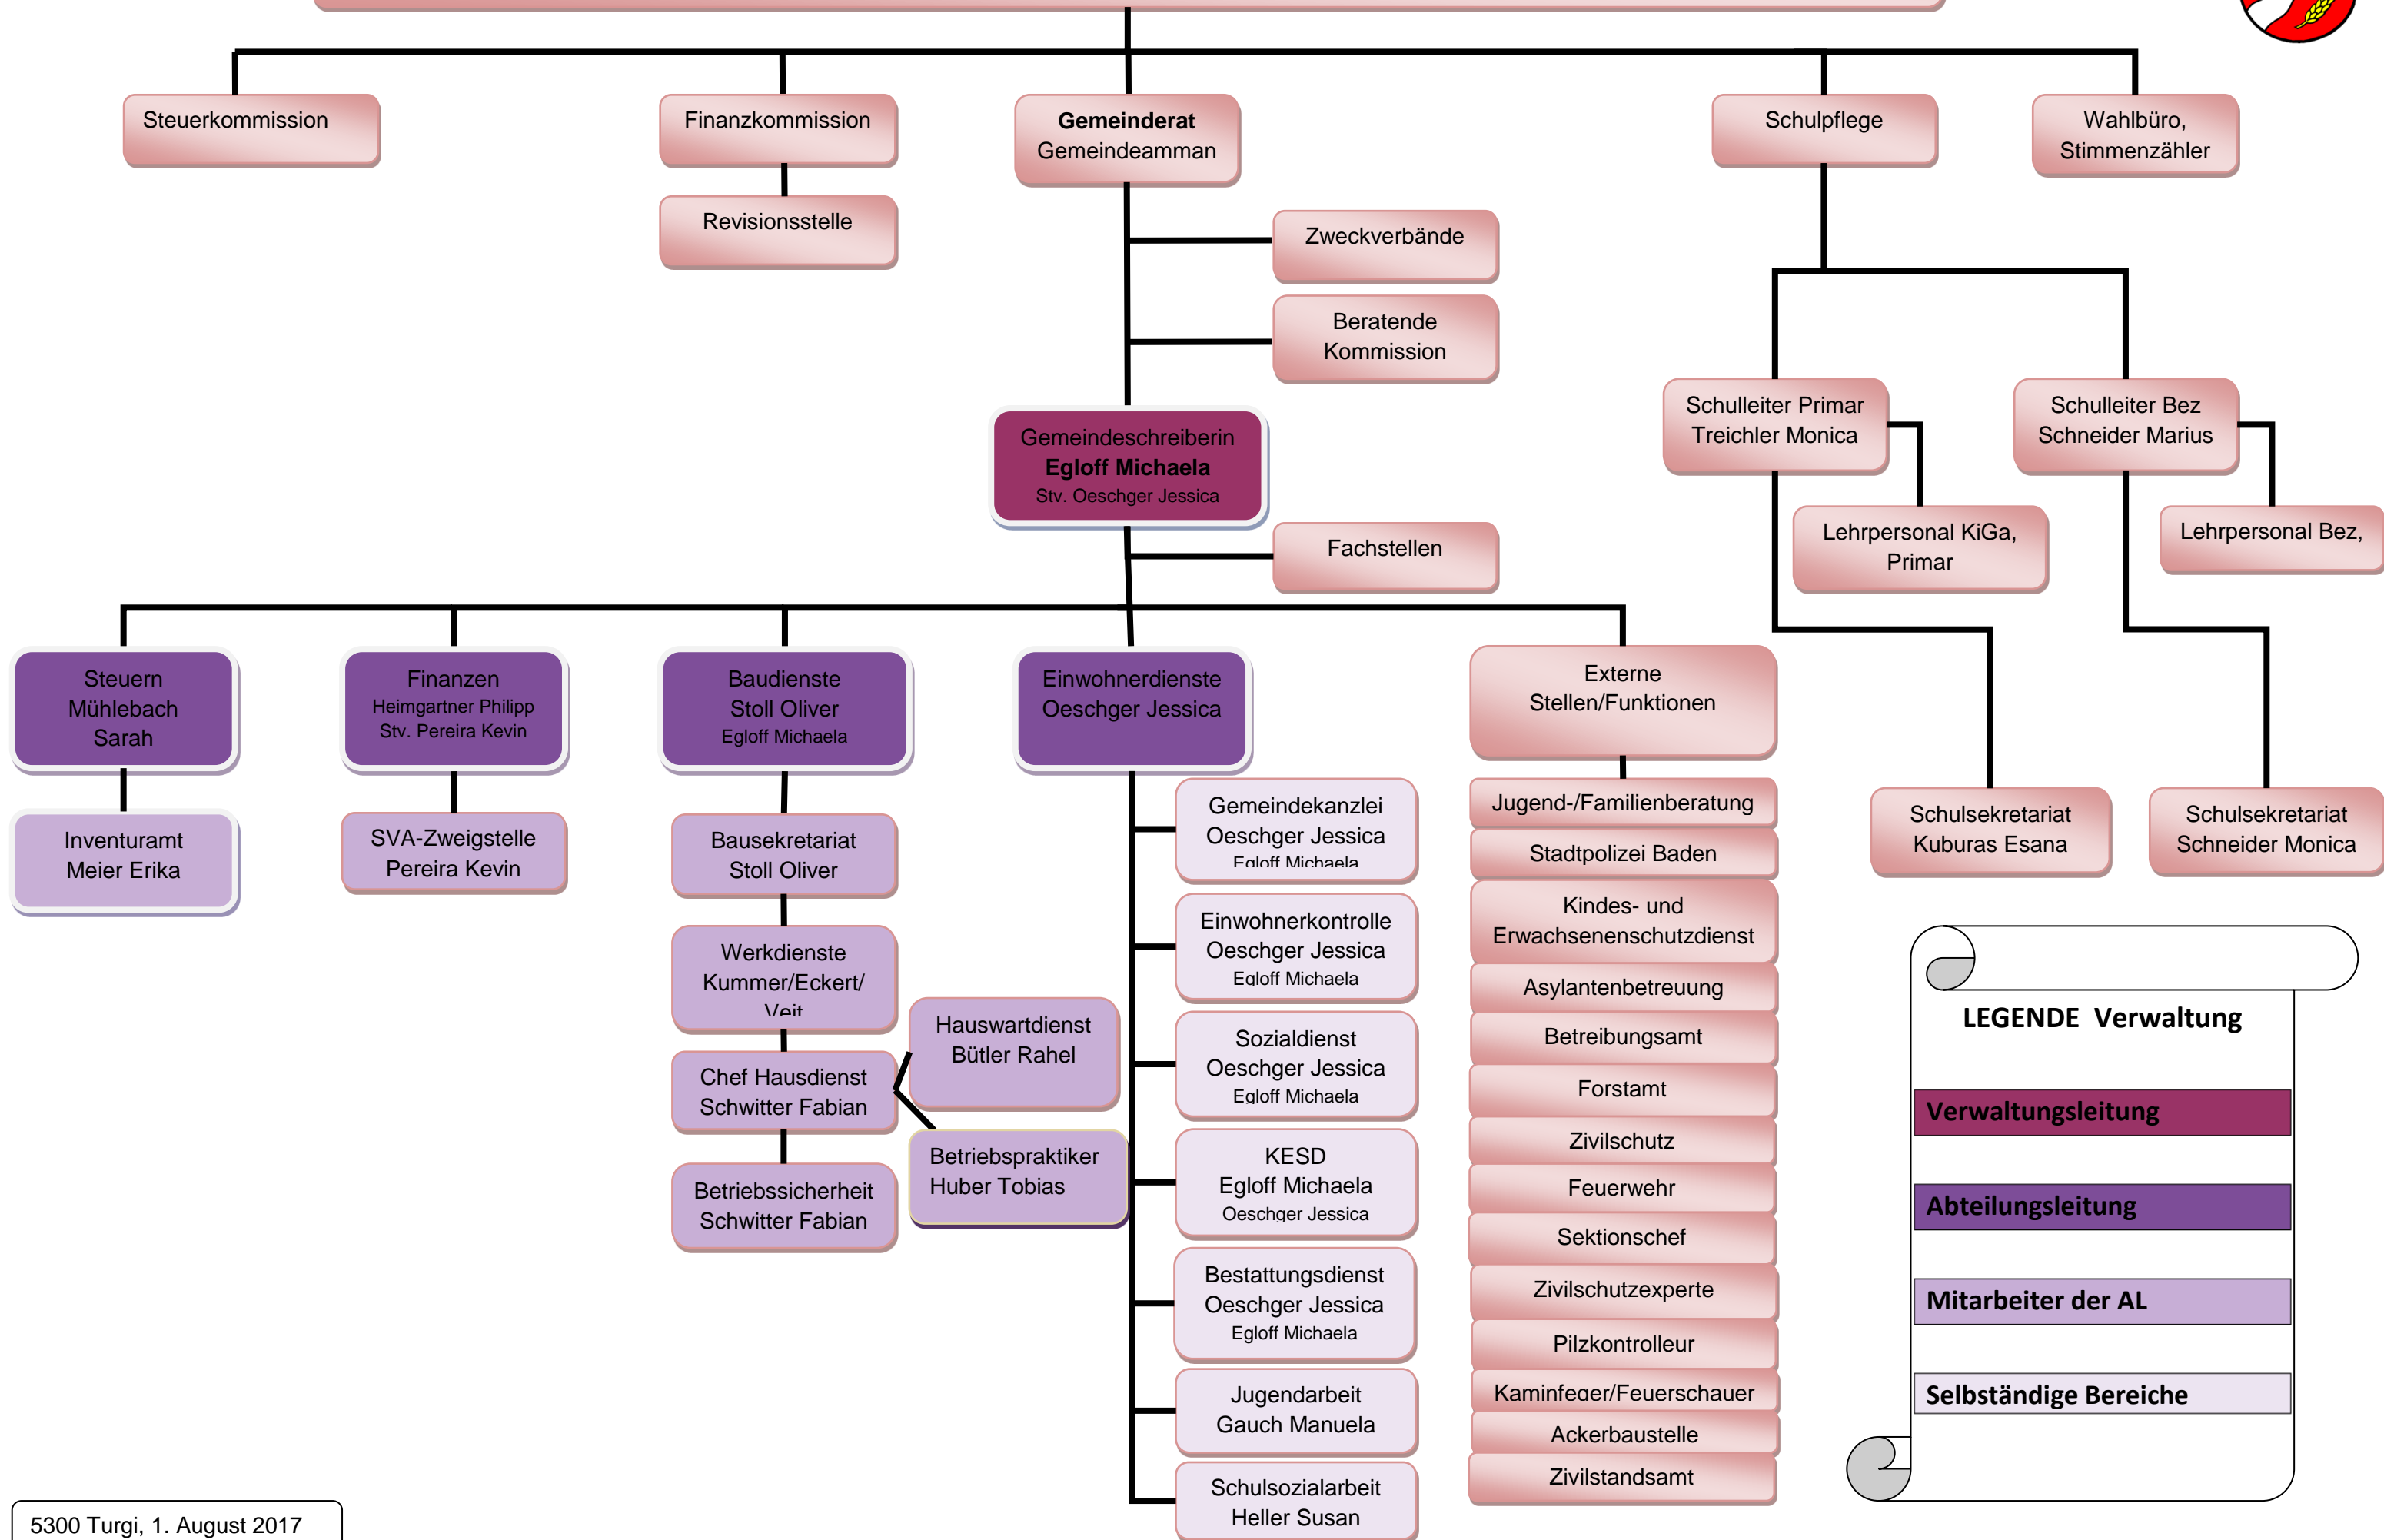 Steuerkommission
Finanzkommission
Gemeinderat
Gemeindeamman
Schulpflege
Wahlbüro,
Stimmenzähler
Revisionsstelle
Zweckverbände
Beratende
Kommission
Schulleiter Primar
Treichler Monica
Schulleiter Bez
Schneider Marius
Gemeindeschreiberin
Egloff Michaela
Stv. Oeschger Jessica
Lehrpersonal KiGa,
Primar
Lehrpersonal Bez,
Fachstellen
Steuern
Mühlebach
Sarah
Finanzen
Heimgartner Philipp
Stv. Pereira Kevin
Baudienste
Stoll Oliver
Egloff Michaela
Einwohnerdienste
Oeschger Jessica
Externe
Stellen/Funktionen
Inventuramt
Meier Erika
SVA-Zweigstelle
Pereira Kevin
Bausekretariat
Stoll Oliver
Werkdienste
Kummer/Eckert/
Veit
Chef Hausdienst
Schwitter Fabian
Betriebssicherheit
Schwitter Fabian
Hauswartdienst
Bütler Rahel
Betriebspraktiker
Huber Tobias
Gemeindekanzlei
Oeschger Jessica
Egloff Michaela
Einwohnerkontrolle
Oeschger Jessica
Egloff Michaela
Sozialdienst
Oeschger Jessica
Egloff Michaela
KESD
Egloff Michaela
Oeschger Jessica
Bestattungsdienst
Oeschger Jessica
Egloff Michaela
Jugendarbeit
Gauch Manuela
Schulsozialarbeit
Heller Susan
Jugend-/Familienberatung
Stadtpolizei Baden
Kindes- und
Erwachsenenschutzdienst
Asylantenbetreuung
Betreibungsamt
Forstamt
Zivilschutz
Feuerwehr
Sektionschef
Zivilschutzexperte
Pilzkontrolleur
Kaminfeger/Feuerschauer
Ackerbaustelle
Zivilstandsamt
Schulsekretariat
Kuburas Esana
Schulsekretariat
Schneider Monica
LEGENDE Verwaltung
Verwaltungsleitung
Abteilungsleitung
Mitarbeiter der AL
Selbständige Bereiche
5300 Turgi, 1. August 2017